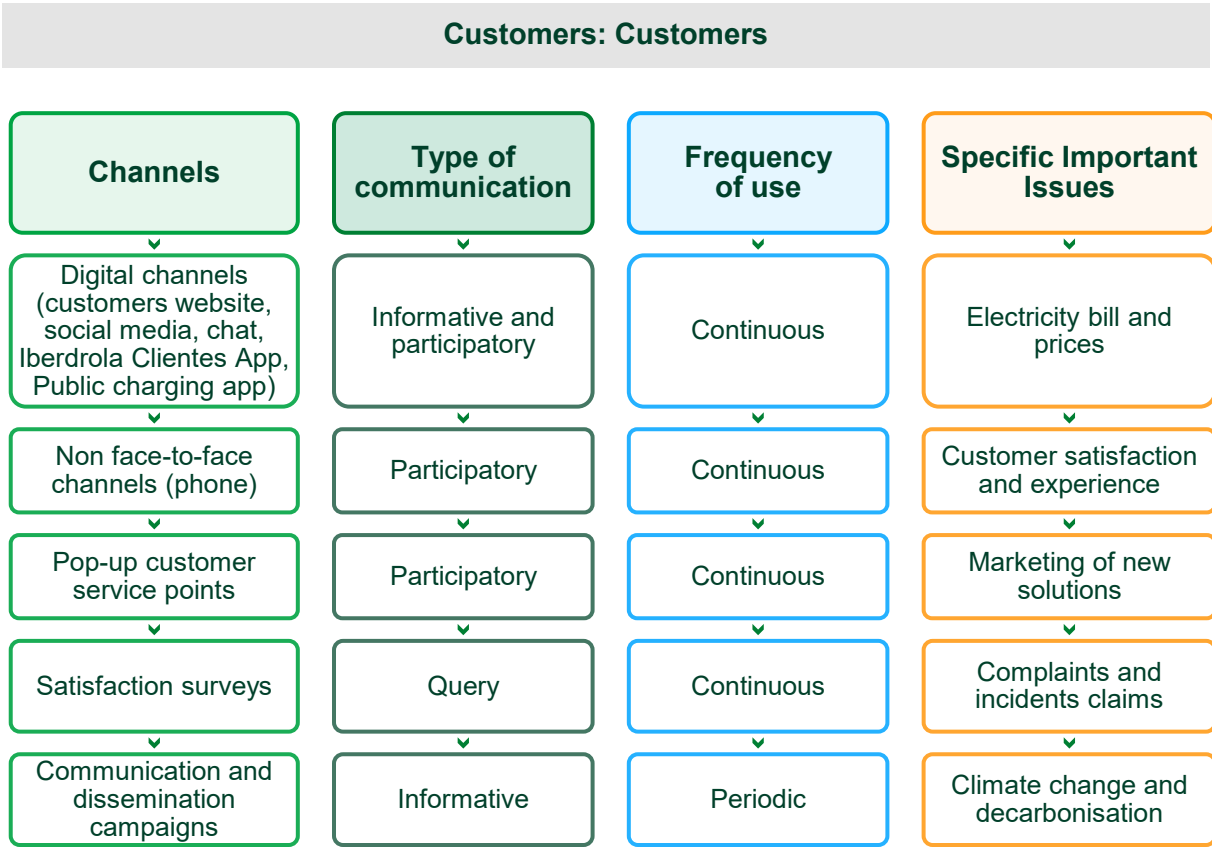 Customers: Customers
Channels
Type of
communication
Frequency
of use
Specific Important
Issues
Digital channels
(customers website,
social media, chat,
Iberdrola Clientes App,
Public charging app)
Informative and
participatory
Continuous
Electricity bill and
prices
Non face-to-face
channels (phone)
Participatory
Continuous
Customer satisfaction
and experience
Pop-up customer
service points
Participatory
Continuous
Marketing of new
solutions
Satisfaction surveys
Query
Continuous
Complaints and
incidents claims
Communication and
dissemination
campaigns
Informative
Periodic
Climate change and
decarbonisation